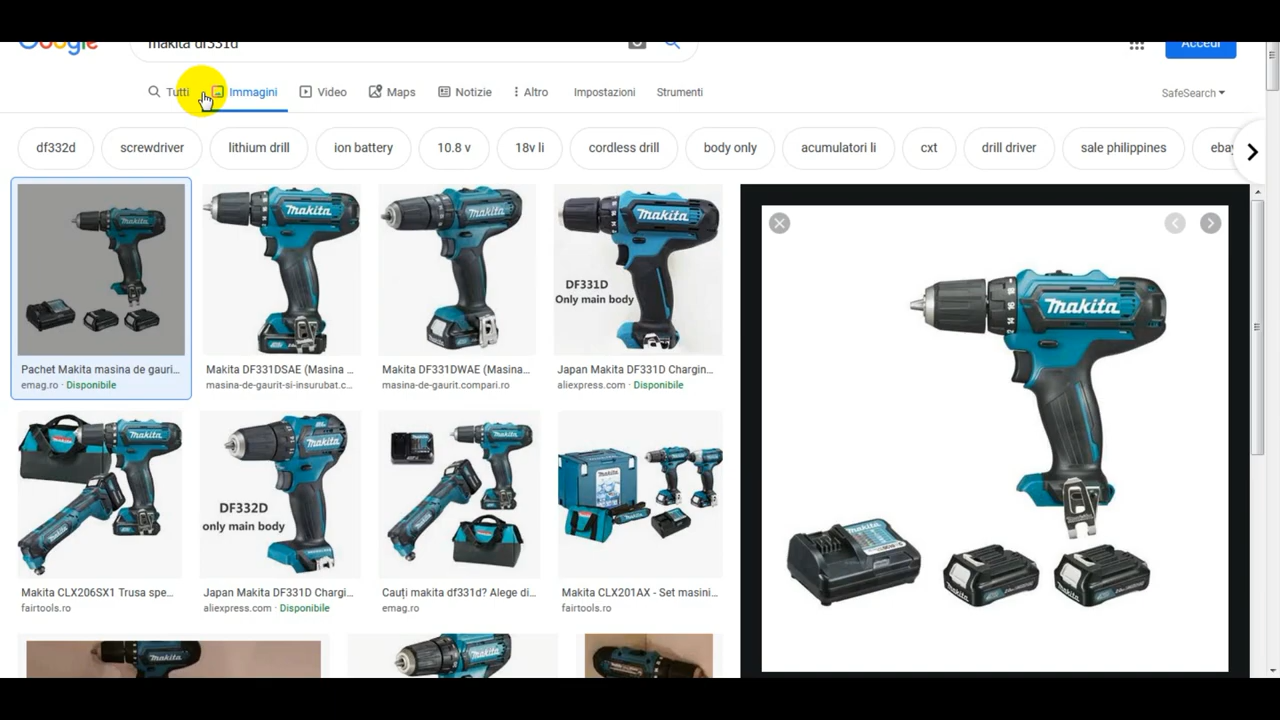 Google
makita df331d
Accedi
Tutti
Immagini
Video
Maps
Notizie
Altro
Impostazioni
Strumenti
SafeSearch
df332d
screwdriver
lithium drill
ion battery
10.8 v
18v li
cordless drill
body only
acumulatori li
cxt
drill driver
sale philippines
ebay
makita
makita
makita
makita
DF331D
Only main body
makita
Pachet Makita masina de gauri...
emag.ro · Disponibile
Makita DF331DSAE (Masina ...
masina-de-gaurit-si-insurubat.c...
Makita DF331DWAE (Masina...
masina-de-gaurit.compari.ro
Japan Makita DF331D Chargin...
aliexpress.com · Disponibile
makita
makita
DF332D
only main body
makita
Makita CLX206SX1 Trusa spe...
fairtools.ro
Japan Makita DF331D Chargi...
aliexpress.com · Disponibile
Cauți makita df331d? Alege di...
emag.ro
Makita CLX201AX - Set masini...
fairtools.ro
makita
makita